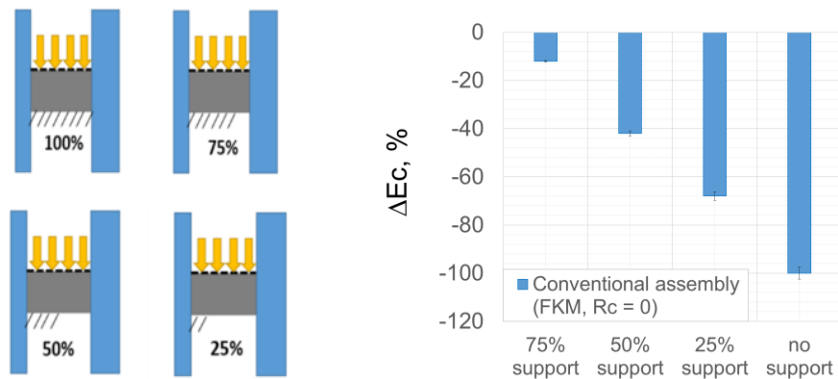 100%
75%
50%
25%
ΔEc, %
0
-20
-40
-60
-80
-100
-120
Conventional assembly
(FKM, Rc = 0)
75%
support
50%
support
25%
support
no
support